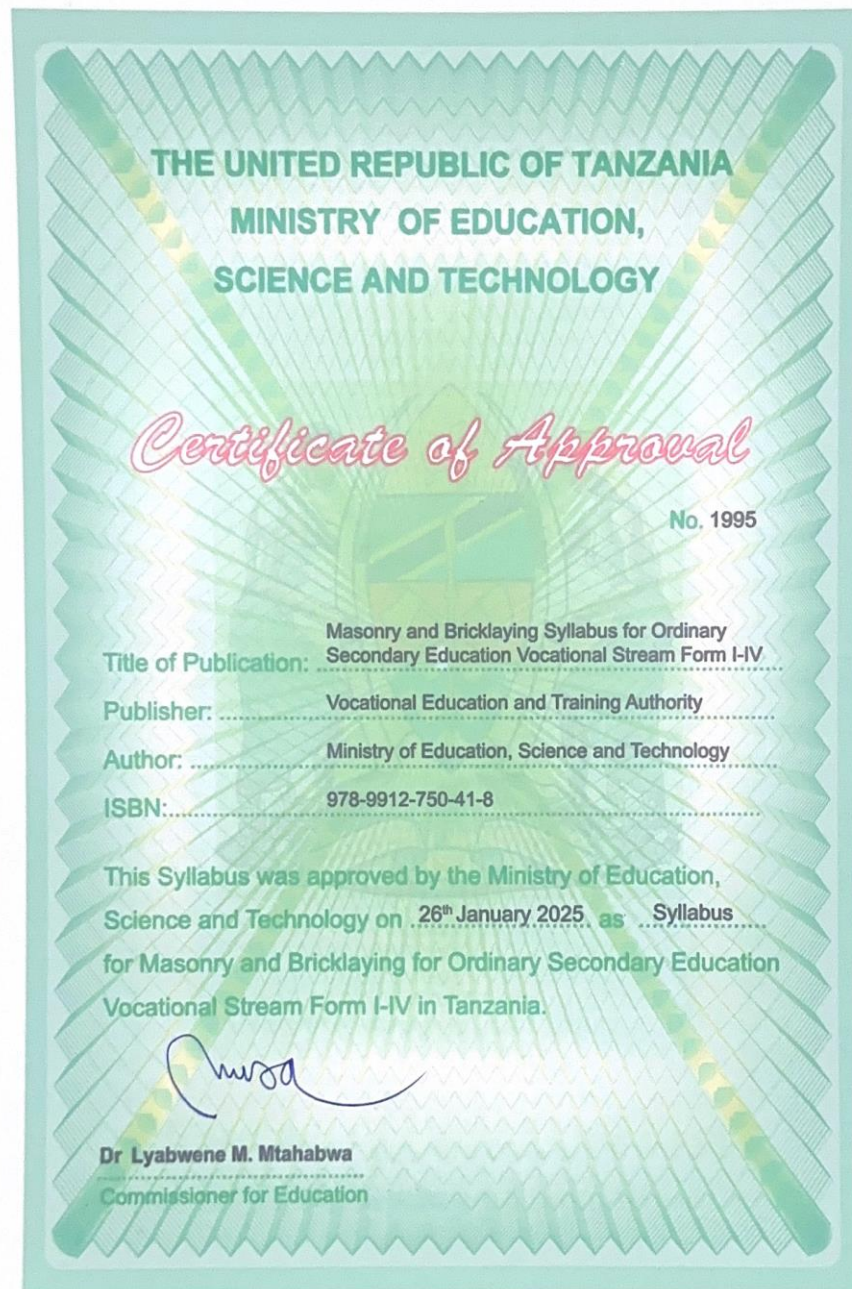 THE UNITED REPUBLIC OF TANZANIA
MINISTRY OF EDUCATION,
SCIENCE AND TECHNOLOGY
Certificate of Approval
No. 1995
Title of Publication: Masonry and Bricklaying Syllabus for Ordinary
Secondary Education Vocational Stream Form I-IV
Publisher: Vocational Education and Training Authority
Author: Ministry of Education, Science and Technology
ISBN: 978-9912-750-41-8
This Syllabus was approved by the Ministry of Education,
Science and Technology on 26th January 2025 as Syllabus
for Masonry and Bricklaying for Ordinary Secondary Education
Vocational Stream Form I-IV in Tanzania.
Dr Lyabwene M. Mtahabwa
Commissioner for Education